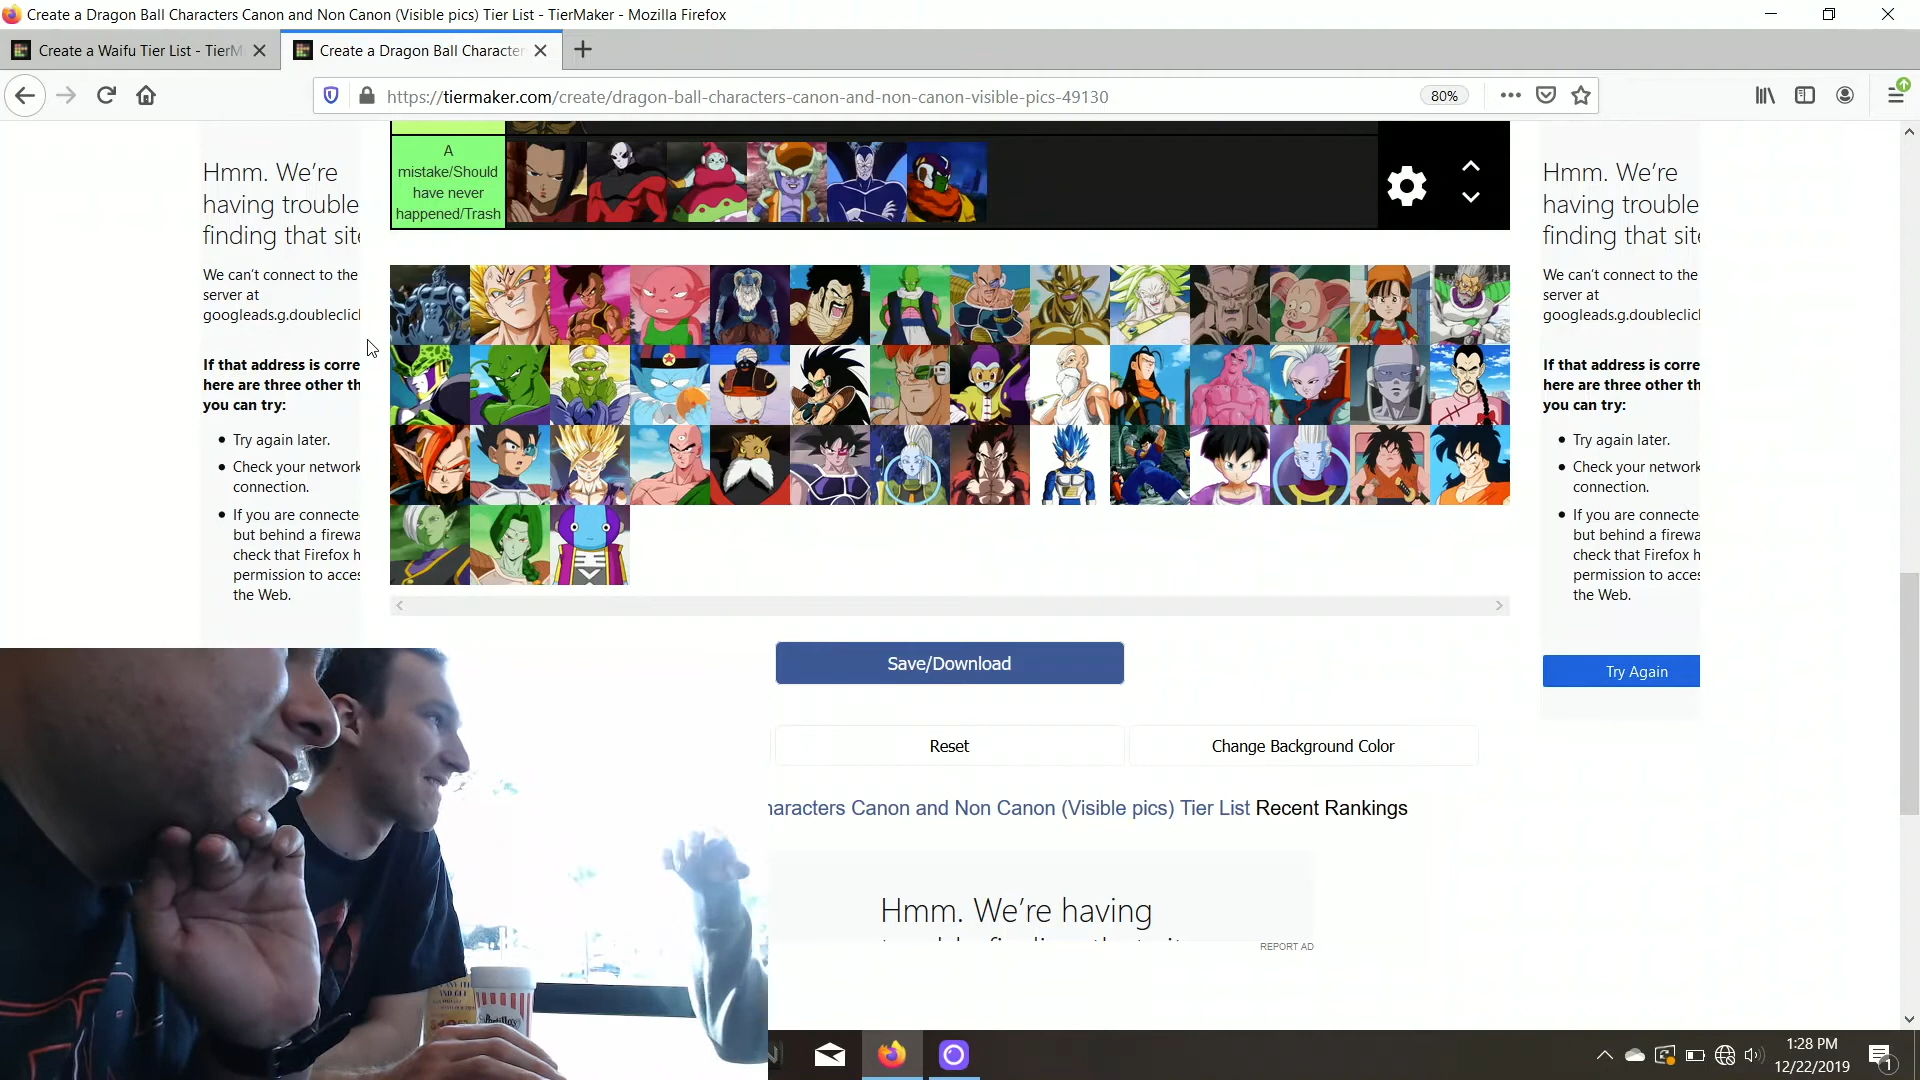 Create a Dragon Ball Characters Canon and Non Canon (Visible pics) Tier List - TierMaker - Mozilla Firefox
Create a Waifu Tier List - TierM
Create a Dragon Ball Character
https://tiermaker.com/create/dragon-ball-characters-canon-and-non-canon-visible-pics-49130
80%
A
mistake/Should
have never
happened/Trash
Hmm. We're
having trouble
finding that site
We can't connect to the
server at
googleads.g.doubleclic
If that address is corre
here are three other th
you can try:
Try again later.
Check your network
connection.
If you are connecte
but behind a firewa
check that Firefox h
permission to acces
the Web.
Hmm. We're
having trouble
finding that site
We can't connect to the
server at
googleads.g.doubleclic
If that address is corre
here are three other th
you can try:
Try again later.
Check your network
connection.
If you are connecte
but behind a firewa
check that Firefox h
permission to acces
the Web.
Try Again
Save/Download
Reset
Change Background Color
haracters Canon and Non Canon (Visible pics) Tier List Recent Rankings
Hmm. We're having
REPORT AD
1:28 PM
12/22/2019
1